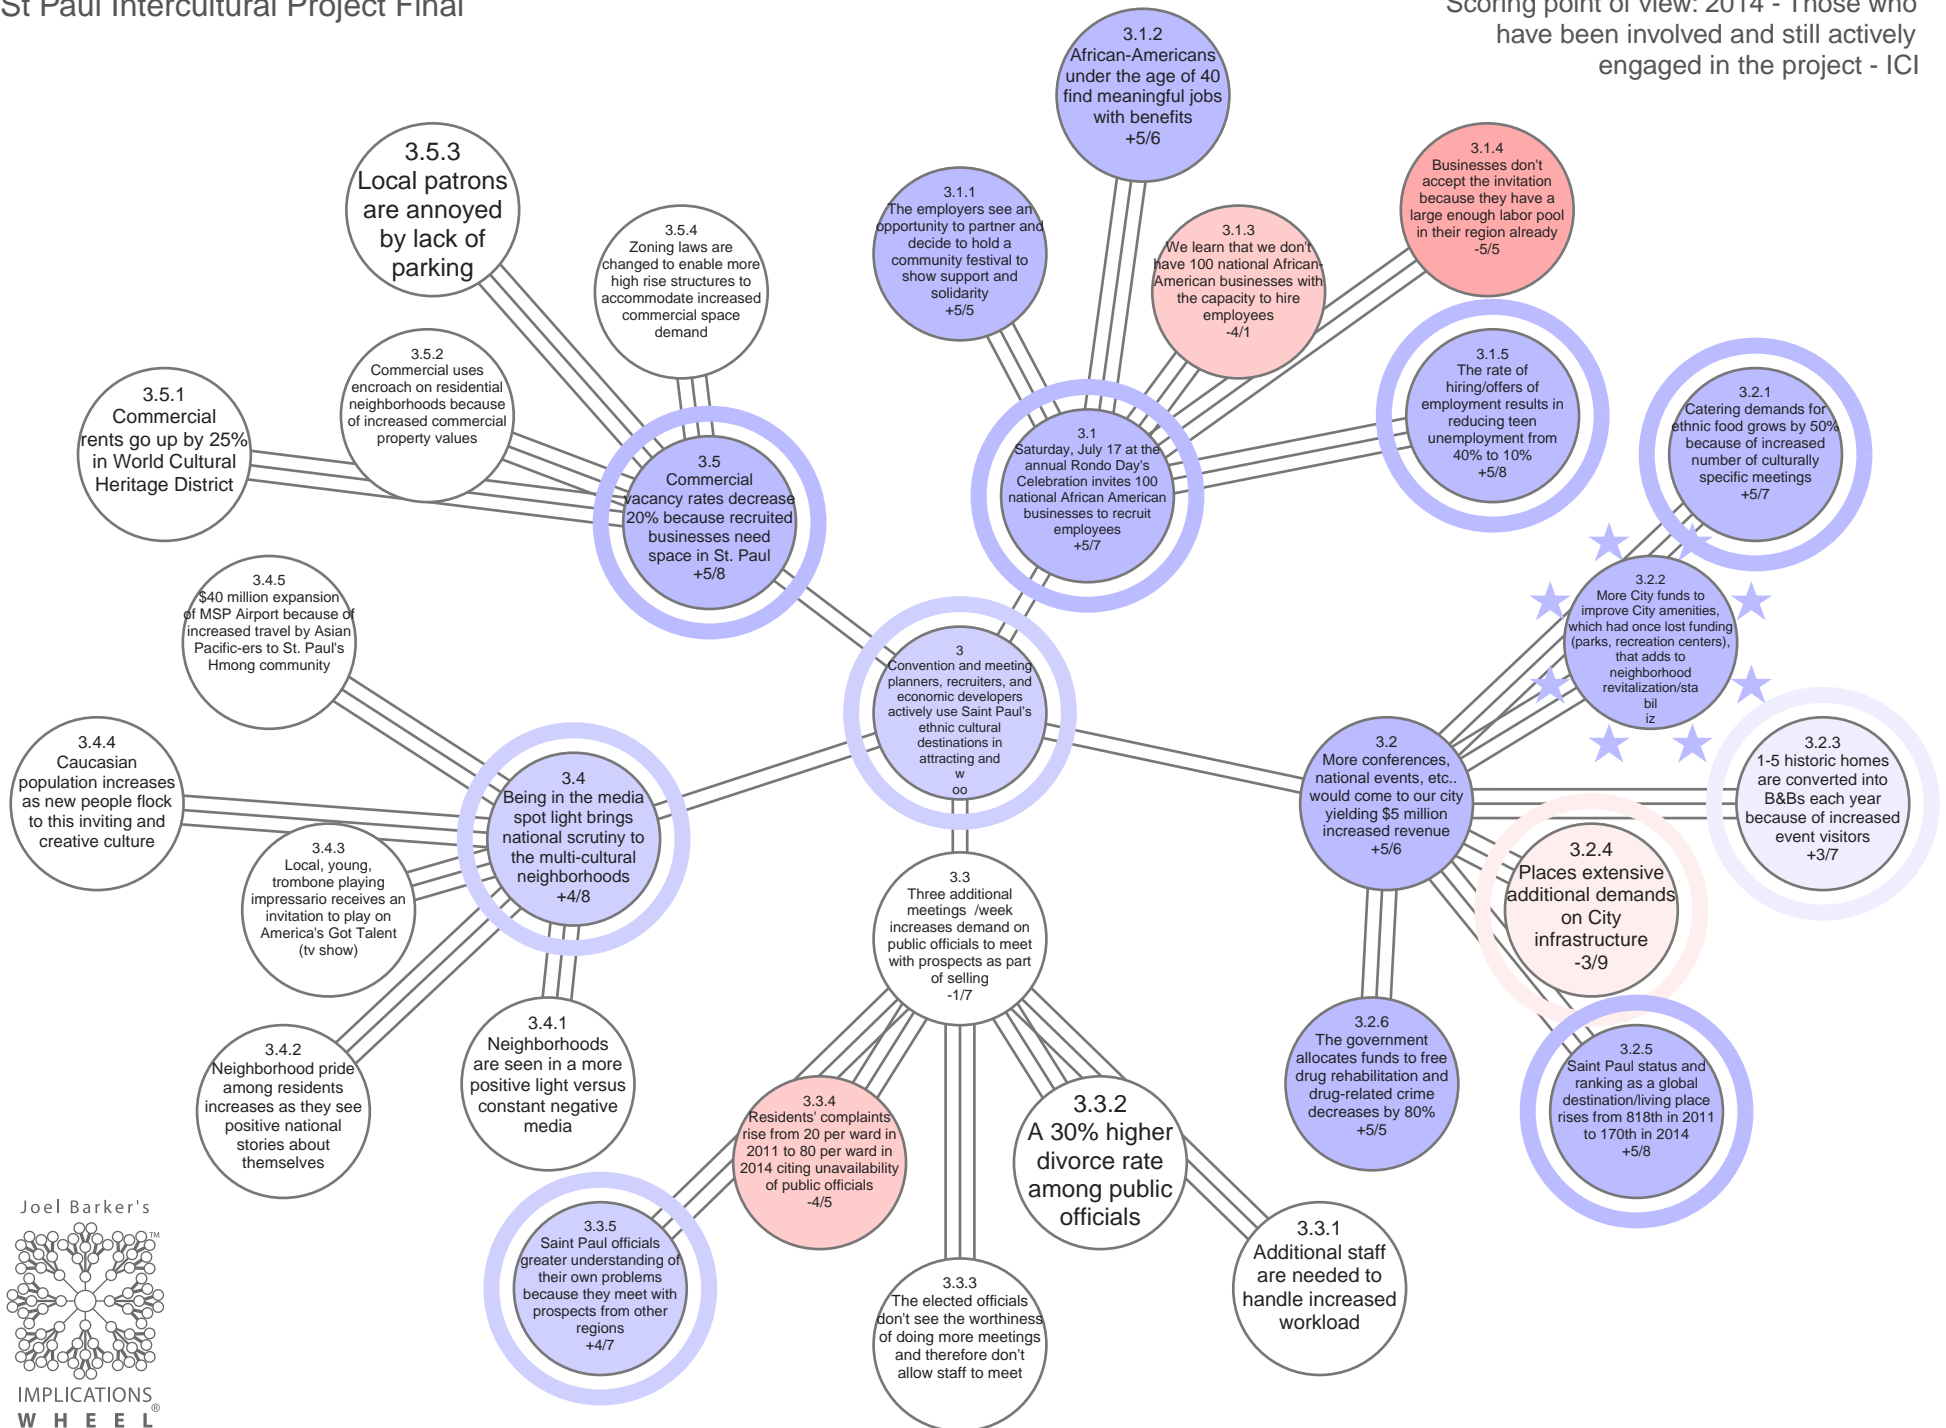 St Paul Intercultural Project Final
Scoring point of view: 2014 - Those who
have been involved and still actively
engaged in the project - ICI
3.1.2
African-Americans
under the age of 40
find meaningful jobs
with benefits
+5/6
3.5.3
Local patrons
are annoyed
by lack of
parking
3.1.4
Businesses don't
accept the invitation
because they have a
large enough labor pool
in their region already
-5/5
3.1.1
The employers see an
opportunity to partner and
decide to hold a
community festival to
show support and
solidarity
+5/5
3.5.4
Zoning laws are
changed to enable more
high rise structures to
accommodate increased
commercial space
demand
3.1.3
We learn that we don't
have 100 national African-
American businesses with
the capacity to hire
employees
-4/1
3.5.2
Commercial uses
encroach on residential
neighborhoods because
of increased commercial
property values
3.1.5
The rate of
hiring/offers of
employment results in
reducing teen
unemployment from
40% to 10%
+5/8
3.5.1
Commercial
rents go up by 25%
in World Cultural
Heritage District
3.2.1
Catering demands for
ethnic food grows by 50%
because of increased
number of culturally
specific meetings
+5/7
3.5
Commercial
vacancy rates decrease
20% because recruited
businesses need
space in St. Paul
+5/8
3.1
Saturday, July 17 at the
annual Rondo Day's
Celebration invites 100
national African American
businesses to recruit
employees
+5/7
3.4.5
$40 million expansion
of MSP Airport because of
increased travel by Asian
Pacific-ers to St. Paul's
Hmong community
3.2.2
More City funds to
improve City amenities,
which had once lost funding
(parks, recreation centers),
that adds to
neighborhood
revitalization/sta
bil
iz
3
Convention and meeting
planners, recruiters, and
economic developers
actively use Saint Paul's
ethnic cultural
destinations in
attracting and
w
oo
3.4.4
Caucasian
population increases
as new people flock
to this inviting and
creative culture
3.4
Being in the media
spot light brings
national scrutiny to
the multi-cultural
neighborhoods
+4/8
3.2
More conferences,
national events, etc..
would come to our city
yielding $5 million
increased revenue
+5/6
3.2.3
1-5 historic homes
are converted into
B&Bs each year
because of increased
event visitors
+3/7
3.4.3
Local, young,
trombone playing
impressario receives an
invitation to play on
America's Got Talent
(tv show)
3.3
Three additional
meetings /week
increases demand on
public officials to meet
with prospects as part
of selling
-1/7
3.2.4
Places extensive
additional demands
on City
infrastructure
-3/9
3.4.2
Neighborhood pride
among residents
increases as they see
positive national
stories about
themselves
3.4.1
Neighborhoods
are seen in a more
positive light versus
constant negative
media
3.2.6
The government
allocates funds to free
drug rehabilitation and
drug-related crime
decreases by 80%
+5/5
3.2.5
Saint Paul status and
ranking as a global
destination/living place
rises from 818th in 2011
to 170th in 2014
+5/8
3.3.4
Residents' complaints
rise from 20 per ward in
2011 to 80 per ward in
2014 citing unavailability
of public officials
-4/5
3.3.2
A 30% higher
divorce rate
among public
officials
3.3.5
Saint Paul officials
greater understanding of
their own problems
because they meet with
prospects from other
regions
+4/7
3.3.3
The elected officials
don't see the worthiness
of doing more meetings
and therefore don't
allow staff to meet
3.3.1
Additional staff
are needed to
handle increased
workload
Joel Barker's
TM
IMPLICATIONS
WHEEL®